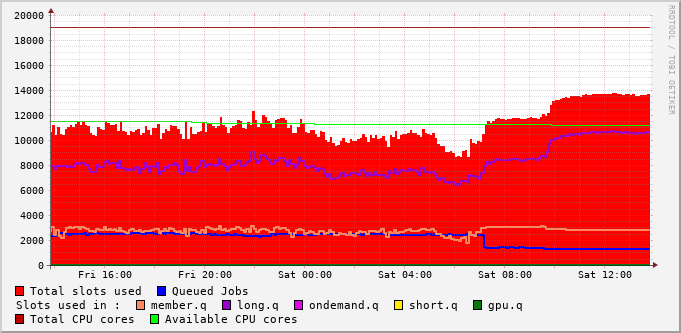 20000
18000
16000
14000
12000
10000
8000
6000
4000
2000
0
Fri 16:00 Fri 20:00 Sat 00:00 Sat 04:00 Sat 08:00 Sat 12:00
Total slots used Queued Jobs
Slots used in : member.q long.q ondemand.q short.q gpu.q
Total CPU cores Available CPU cores
RRDTOOL / TOBI OETIKER